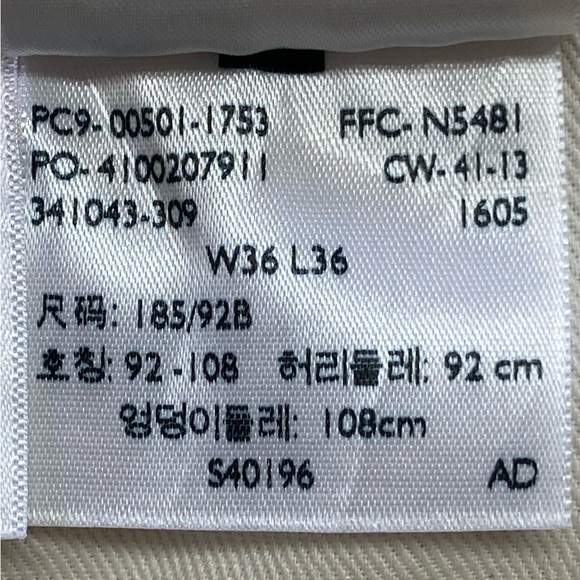 PC9-00501-1753 FFC-N5481
PO-4100207911 CW-41-13
341043-309 1605
W36 L36
尺码: 185/92B
호칭: 92-108 허리둘레: 92 cm
엉덩이둘레: 108cm
S40196 AD